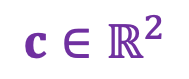 𝐜 ∈ ℝ²